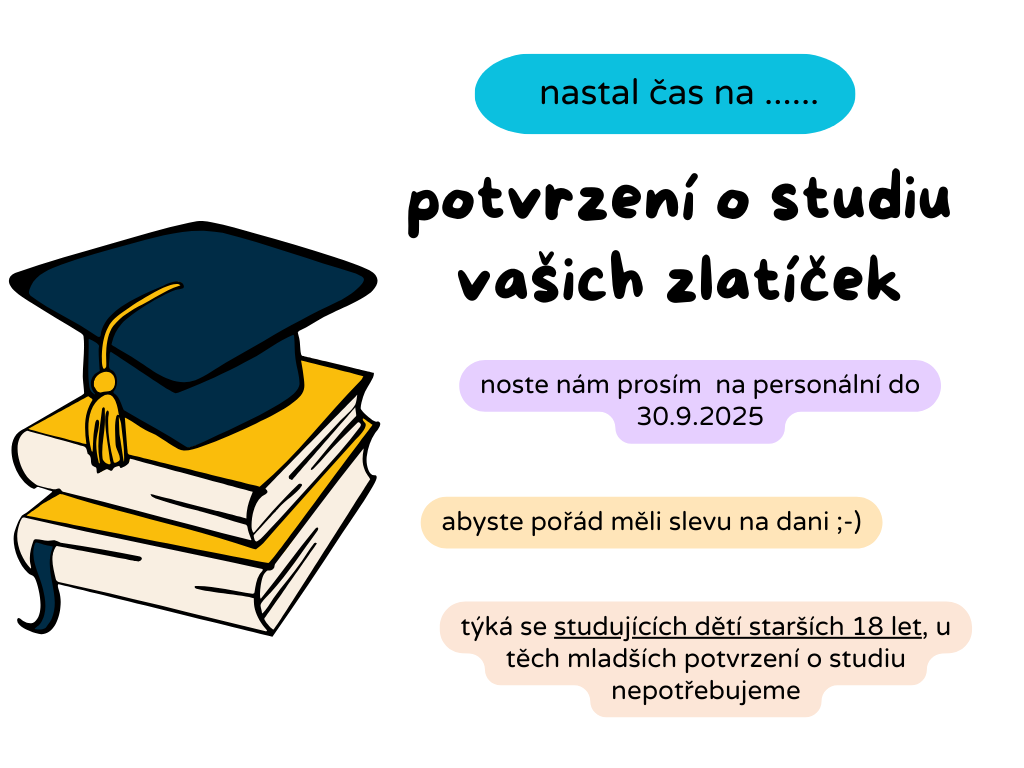 nastal čas na ......
potvrzení o studiu
vašich zlatíček
noste nám prosím  na personální do
30.9.2025
abyste pořád měli slevu na dani ;-)
týká se studujících dětí starších 18 let, u
těch mladších potvrzení o studiu
nepotřebujeme